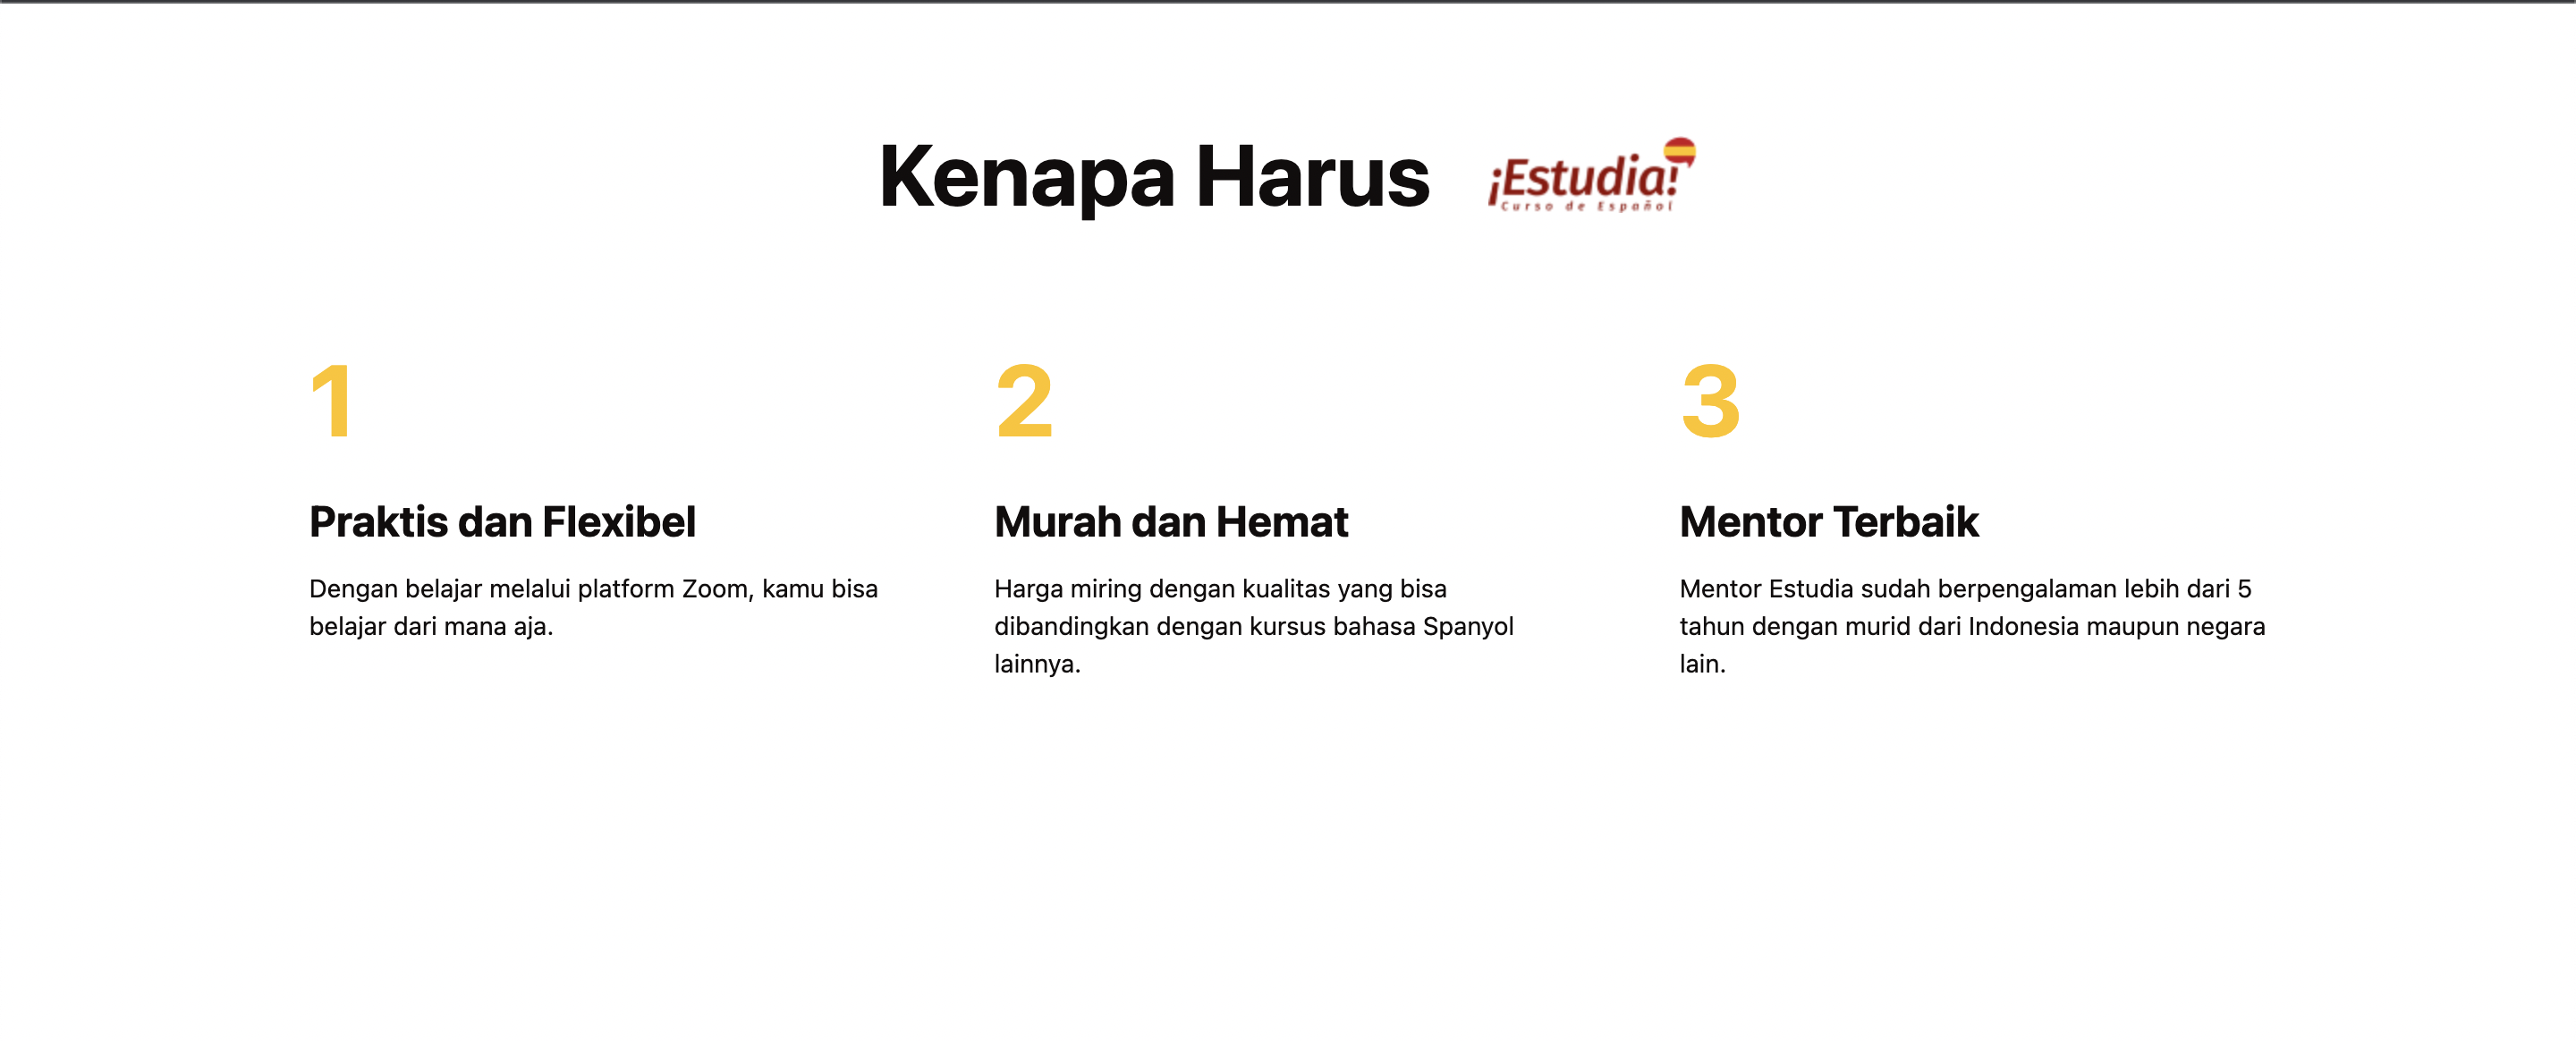 Kenapa Harus
¡Estudia!
Curso de Español
1
Praktis dan Flexibel
Dengan belajar melalui platform Zoom, kamu bisa
belajar dari mana aja.
2
Murah dan Hemat
Harga miring dengan kualitas yang bisa
dibandingkan dengan kursus bahasa Spanyol
lainnya.
3
Mentor Terbaik
Mentor Estudia sudah berpengalaman lebih dari 5
tahun dengan murid dari Indonesia maupun negara
lain.